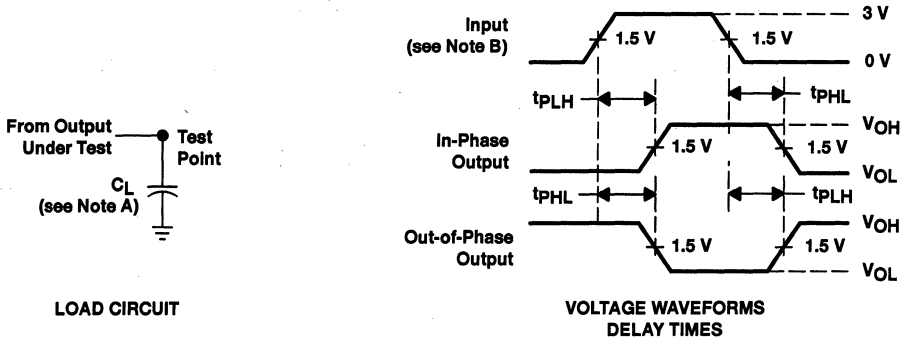 From Output
Under Test
Test
Point
CL
(see Note A)
LOAD CIRCUIT
Input
(see Note B)
1.5 V
1.5 V
3 V
0 V
tPLH
tPHL
In-Phase
Output
1.5 V
1.5 V
VOH
VOL
tPHL
tPLH
Out-of-Phase
Output
1.5 V
1.5 V
VOH
VOL
VOLTAGE WAVEFORMS
DELAY TIMES